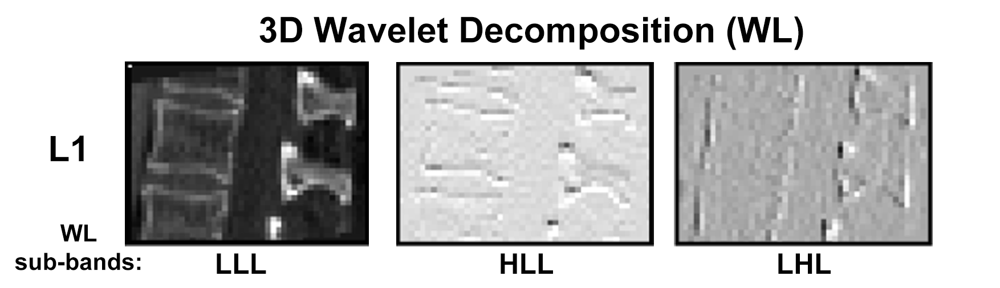 3D Wavelet Decomposition (WL)
L1
WL
sub-bands:
LLL
HLL
LHL